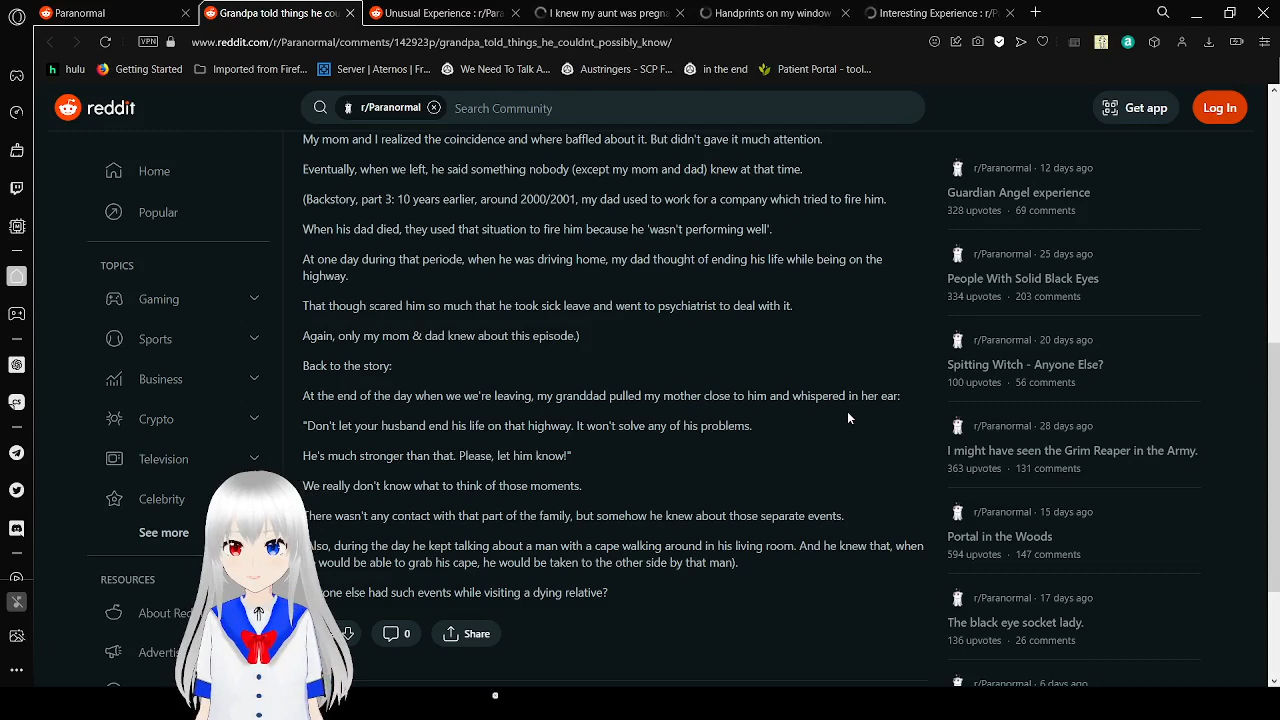 Paranormal
Grandpa told things he cou
Unusual Experience : r/Para
I knew my aunt was pregna
Handprints on my window
Interesting Experience : r/P
VPN
www.reddit.com/r/Paranormal/comments/142923p/grandpa_told_things_he_couldnt_possibly_know/
hulu
Getting Started
Imported from Firef...
Server | Aternos | Fr...
We Need To Talk A...
Austringers - SCP F...
in the end
Patient Portal - tool...
reddit
r/Paranormal
Search Community
Get app
Log In
Home
Popular
TOPICS
Gaming
Sports
Business
Crypto
Television
Celebrity
See more
RESOURCES
About Red
Advertis
My mom and I realized the coincidence and where baffled about it. But didn't gave it much attention.
Eventually, when we left, he said something nobody (except my mom and dad) knew at that time.
(Backstory, part 3: 10 years earlier, around 2000/2001, my dad used to work for a company which tried to fire him.
When his dad died, they used that situation to fire him because he 'wasn't performing well'.
At one day during that periode, when he was driving home, my dad thought of ending his life while being on the
highway.
That though scared him so much that he took sick leave and went to psychiatrist to deal with it.
Again, only my mom & dad knew about this episode.)
Back to the story:
At the end of the day when we we're leaving, my granddad pulled my mother close to him and whispered in her ear:
"Don't let your husband end his life on that highway. It won't solve any of his problems.
He's much stronger than that. Please, let him know!"
We really don't know what to think of those moments.
There wasn't any contact with that part of the family, but somehow he knew about those separate events.
Also, during the day he kept talking about a man with a cape walking around in his living room. And he knew that, when
would be able to grab his cape, he would be taken to the other side by that man).
one else had such events while visiting a dying relative?
0
Share
r/Paranormal · 12 days ago
Guardian Angel experience
328 upvotes · 69 comments
r/Paranormal · 25 days ago
People With Solid Black Eyes
334 upvotes · 203 comments
r/Paranormal · 20 days ago
Spitting Witch - Anyone Else?
100 upvotes · 56 comments
r/Paranormal · 28 days ago
I might have seen the Grim Reaper in the Army.
363 upvotes · 131 comments
r/Paranormal · 15 days ago
Portal in the Woods
594 upvotes · 147 comments
r/Paranormal · 17 days ago
The black eye socket lady.
136 upvotes · 26 comments
r/Paranormal · 6 days ago